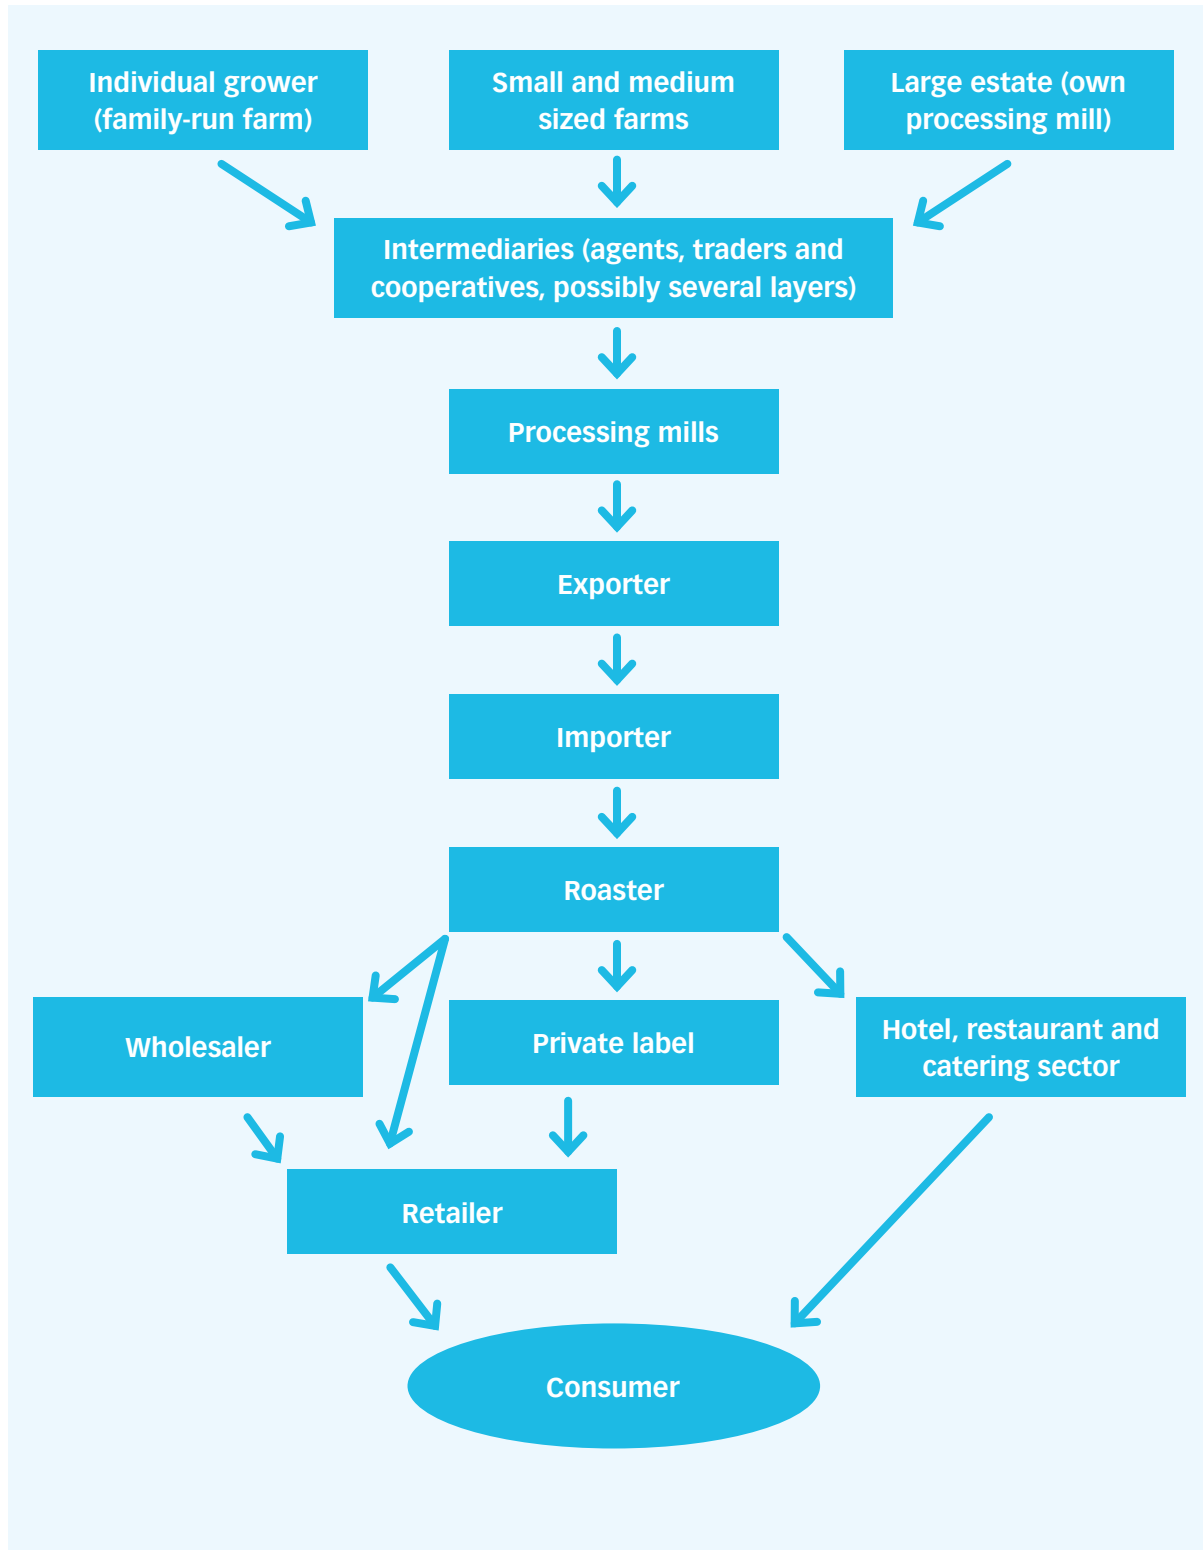 Individual grower
(family-run farm)
Small and medium
sized farms
Large estate (own
processing mill)
Intermediaries (agents, traders and
cooperatives, possibly several layers)
Processing mills
Exporter
Importer
Roaster
Wholesaler
Private label
Hotel, restaurant and
catering sector
Retailer
Consumer